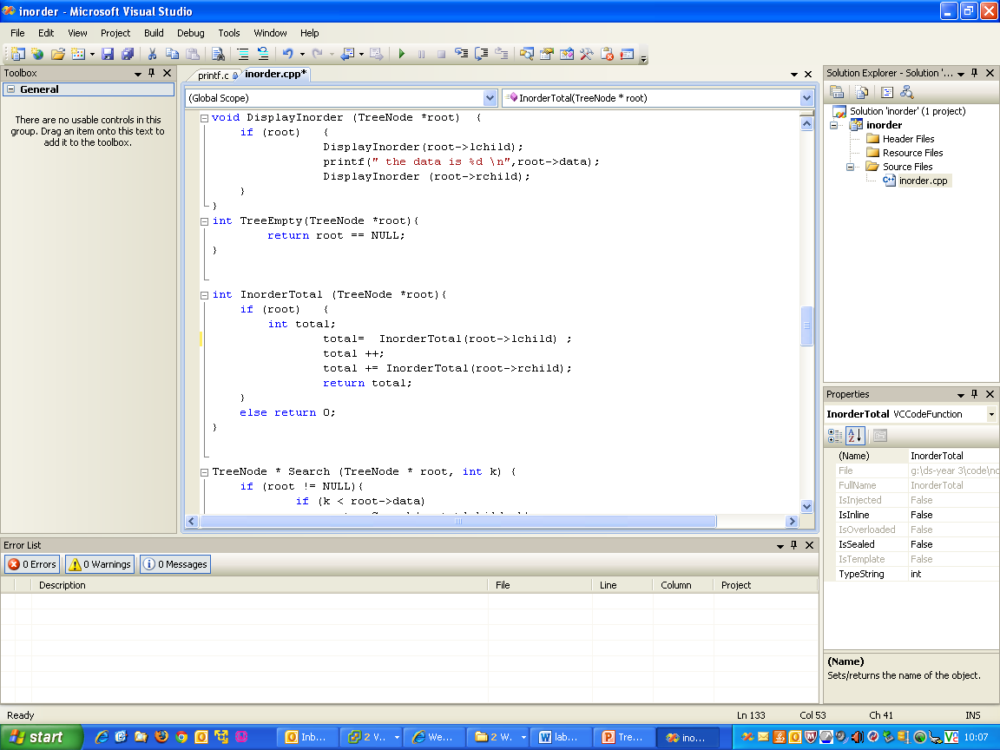 inorder - Microsoft Visual Studio
File Edit View Project Build Debug Tools Window Help
Toolbox
General
There are no usable controls in this
group. Drag an item onto this text to
add it to the toolbox.
printf.c inorder.cpp*
(Global Scope) InorderTotal(TreeNode * root)
void DisplayInorder (TreeNode *root) {
if (root) {
DisplayInorder(root->lchild);
printf(" the data is %d \n",root->data);
DisplayInorder (root->rchild);
}
}
int TreeEmpty(TreeNode *root){
return root == NULL;
}
int InorderTotal (TreeNode *root){
if (root) {
int total;
total= InorderTotal(root->lchild) ;
total ++;
total += InorderTotal(root->rchild);
return total;
}
else return 0;
}
TreeNode * Search (TreeNode * root, int k) {
if (root != NULL){
if (k < root->data)
Solution Explorer - Solution '...
Solution 'inorder' (1 project)
inorder
Header Files
Resource Files
Source Files
inorder.cpp
Properties
InorderTotal VCCodeFunction
(Name) InorderTotal
File g:\ds-year 3\code\no
FullName InorderTotal
IsInjected False
IsInline False
IsOverloaded False
IsSealed False
IsTemplate False
TypeString int
(Name)
Sets/returns the name of the object.
Error List
0 Errors 0 Warnings 0 Messages
Description File Line Column Project
Ready Ln 133 Col 53 Ch 41 INS
start Inb... 2 V... We... 2 W. lab... Tre... ino... 10:07